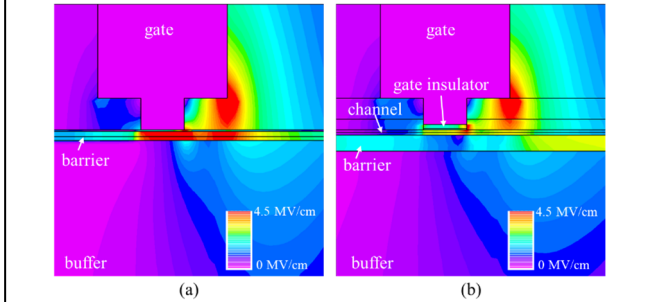 gate
barrier
buffer
4.5 MV/cm
0 MV/cm
(a)
gate
gate insulator
channel
barrier
buffer
4.5 MV/cm
0 MV/cm
(b)